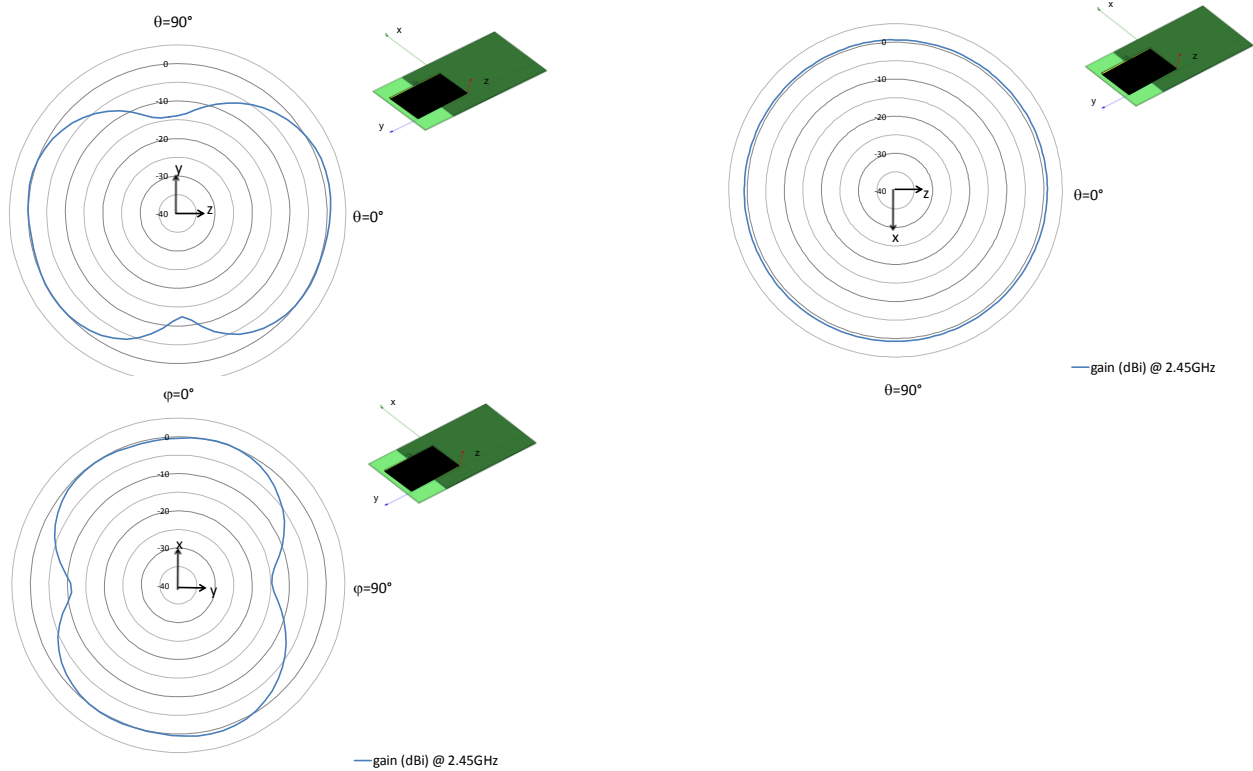 θ=90°
0
-10
-20
-30
-40
y
z
θ=0°
x
z
y
0
-10
-20
-30
-40
z
x
θ=0°
θ=90°
x
z
y
gain (dBi) @ 2.45GHz
φ=0°
0
-10
-20
-30
-40
x
y
φ=90°
x
z
y
gain (dBi) @ 2.45GHz